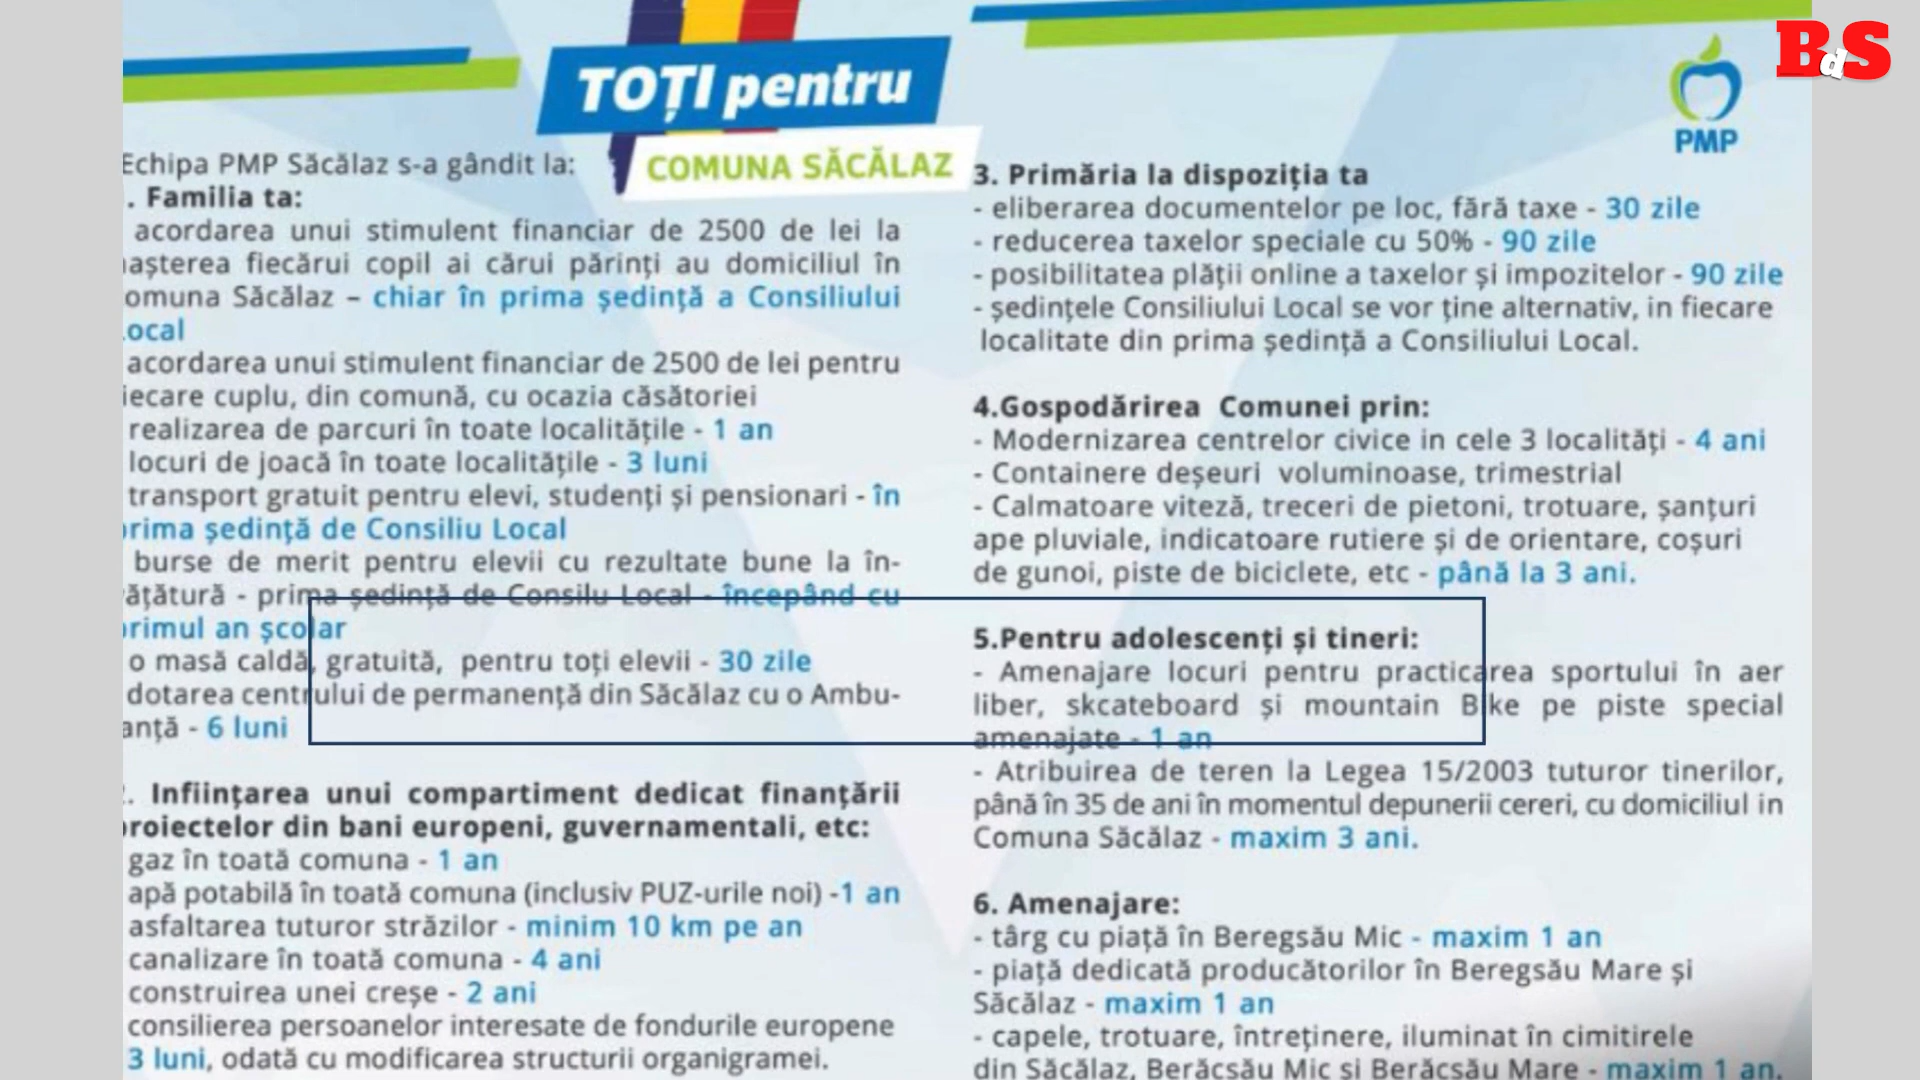 TOȚI pentru
COMUNA SĂCĂLAZ
BdS
PMP
Echipa PMP Săcălaz s-a gândit la:
. Familia ta:
acordarea unui stimulent financiar de 2500 de lei la
așterea fiecărui copil ai cărui părinți au domiciliul în
omuna Săcălaz – chiar în prima ședință a Consiliului
ocal
acordarea unui stimulent financiar de 2500 de lei pentru
iecare cuplu, din comună, cu ocazia căsătoriei
realizarea de parcuri în toate localitățile - 1 an
locuri de joacă în toate localitățile - 3 luni
transport gratuit pentru elevi, studenți și pensionari - în
rima ședință de Consiliu Local
burse de merit pentru elevii cu rezultate bune la în-
ățătură - prima ședință de Consilu Local - începând cu
rimul an școlar
o masă caldă, gratuită, pentru toți elevii - 30 zile
dotarea centrului de permanență din Săcălaz cu o Ambu-
anță - 6 luni
. Inființarea unui compartiment dedicat finanțării
roiectelor din bani europeni, guvernamentali, etc:
gaz în toată comuna - 1 an
apă potabilă în toată comuna (inclusiv PUZ-urile noi) -1 an
asfaltarea tuturor străzilor - minim 10 km pe an
canalizare în toată comuna - 4 ani
construirea unei creșe - 2 ani
consilierea persoanelor interesate de fondurile europene
3 luni, odată cu modificarea structurii organigramei.
3. Primăria la dispoziția ta
- eliberarea documentelor pe loc, fără taxe - 30 zile
- reducerea taxelor speciale cu 50% - 90 zile
- posibilitatea plății online a taxelor și impozitelor - 90 zile
- ședințele Consiliului Local se vor ține alternativ, in fiecare
localitate din prima ședință a Consiliului Local.
4.Gospodărirea Comunei prin:
- Modernizarea centrelor civice in cele 3 localități - 4 ani
- Containere deșeuri voluminoase, trimestrial
- Calmatoare viteză, treceri de pietoni, trotuare, șanțuri
ape pluviale, indicatoare rutiere și de orientare, coșuri
de gunoi, piste de biciclete, etc - până la 3 ani.
5.Pentru adolescenți și tineri:
- Amenajare locuri pentru practicarea sportului în aer
liber, skcateboard și mountain Bike pe piste special
amenajate - 1 an
- Atribuirea de teren la Legea 15/2003 tuturor tinerilor,
până în 35 de ani în momentul depunerii cereri, cu domiciliul in
Comuna Săcălaz - maxim 3 ani.
6. Amenajare:
- târg cu piață în Beregsău Mic - maxim 1 an
- piață dedicată producătorilor în Beregsău Mare și
Săcălaz - maxim 1 an
- capele, trotuare, întreținere, iluminat în cimitirele
din Săcălaz, Berăcsău Mic și Berăcsău Mare - maxim 1 an.